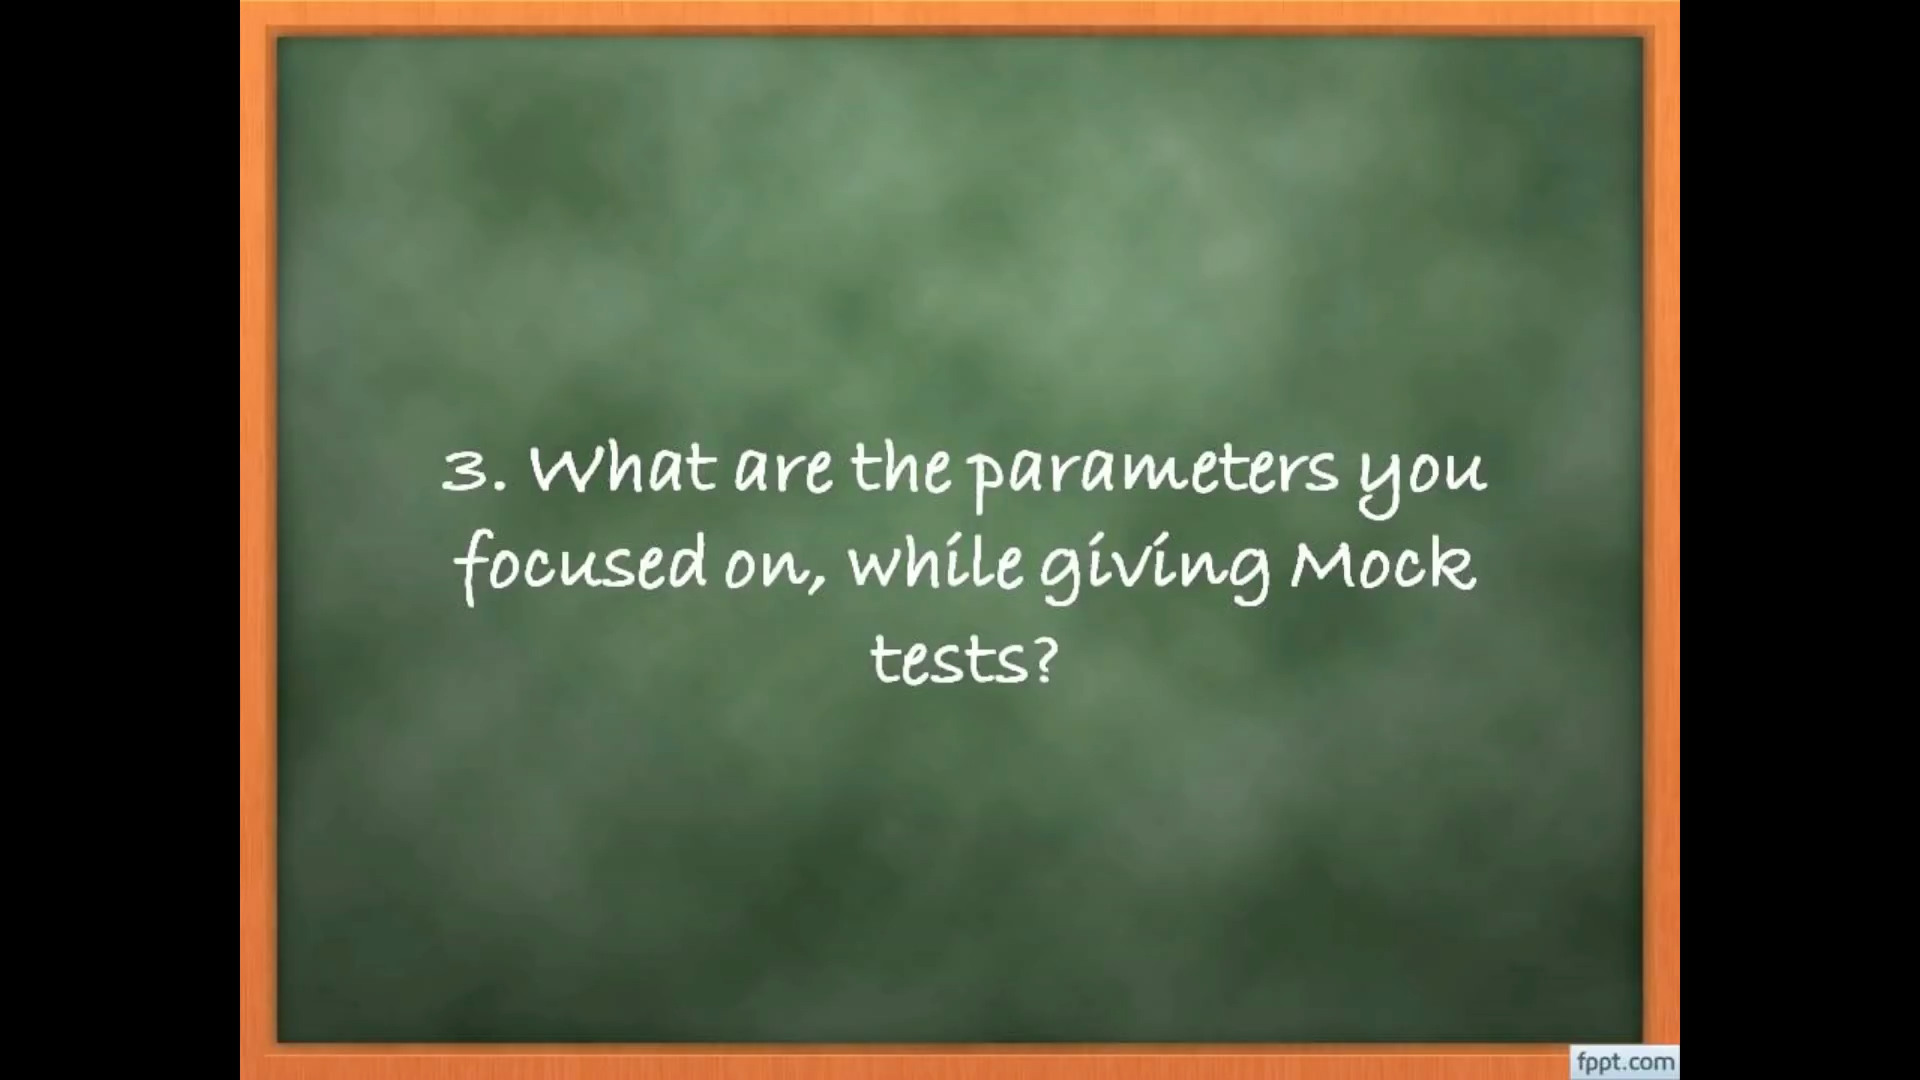 3. What are the parameters you
focused on, while giving Mock
tests?
fppt.com